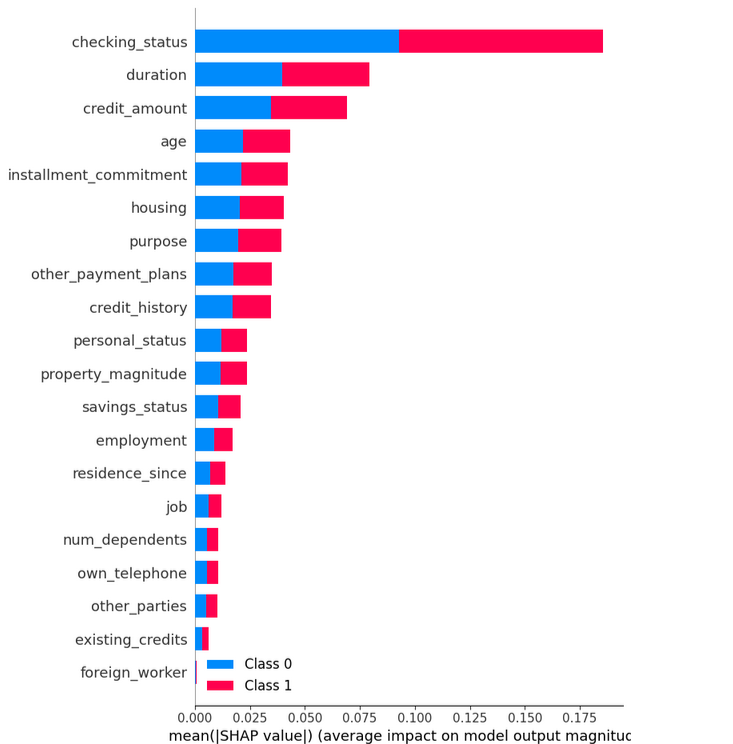 checking_status
duration
credit_amount
age
installment_commitment
housing
purpose
other_payment_plans
credit_history
personal_status
property_magnitude
savings_status
employment
residence_since
job
num_dependents
own_telephone
other_parties
existing_credits
foreign_worker
Class 0
Class 1
0.000 0.025 0.050 0.075 0.100 0.125 0.150 0.175
mean(|SHAP value|) (average impact on model output magnituc